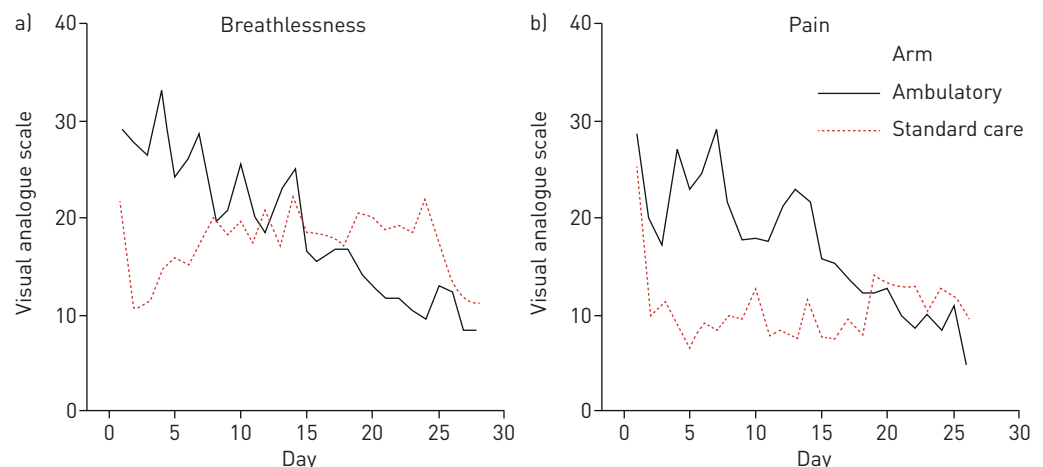 a)
Breathlessness
Visual analogue scale
40
30
20
10
0
0 5 10 15 20 25 30
Day
b)
Pain
Arm
Ambulatory
Standard care
Visual analogue scale
40
30
20
10
0
0 5 10 15 20 25 30
Day